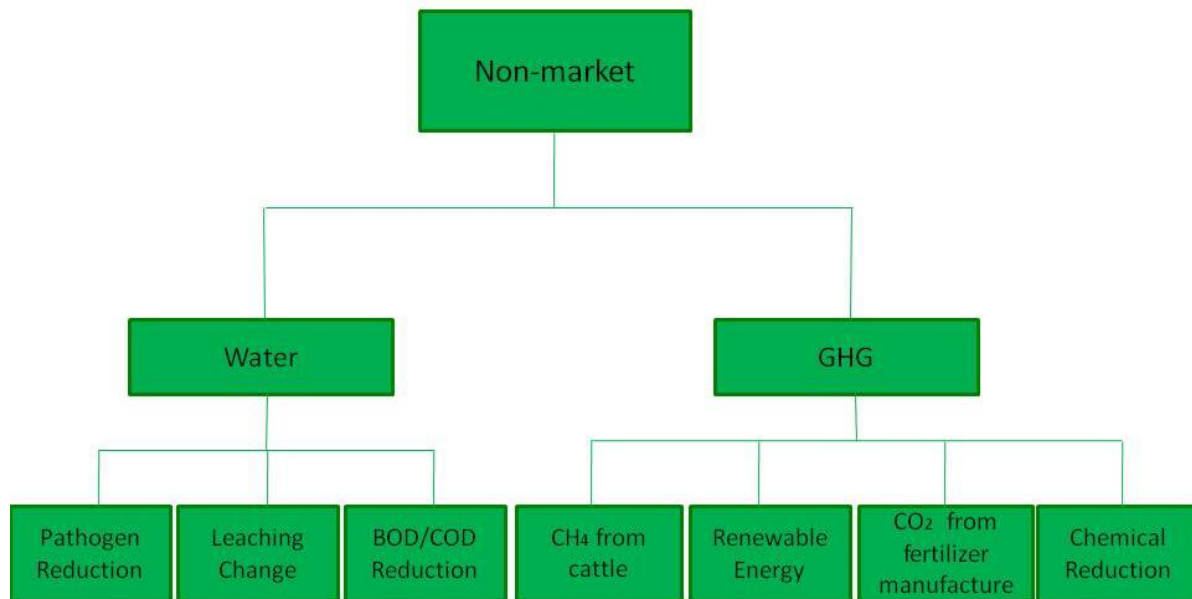 Non-market
Water
GHG
Pathogen
Reduction
Leaching
Change
BOD/COD
Reduction
CH₄ from
cattle
Renewable
Energy
CO₂ from
fertilizer
manufacture
Chemical
Reduction